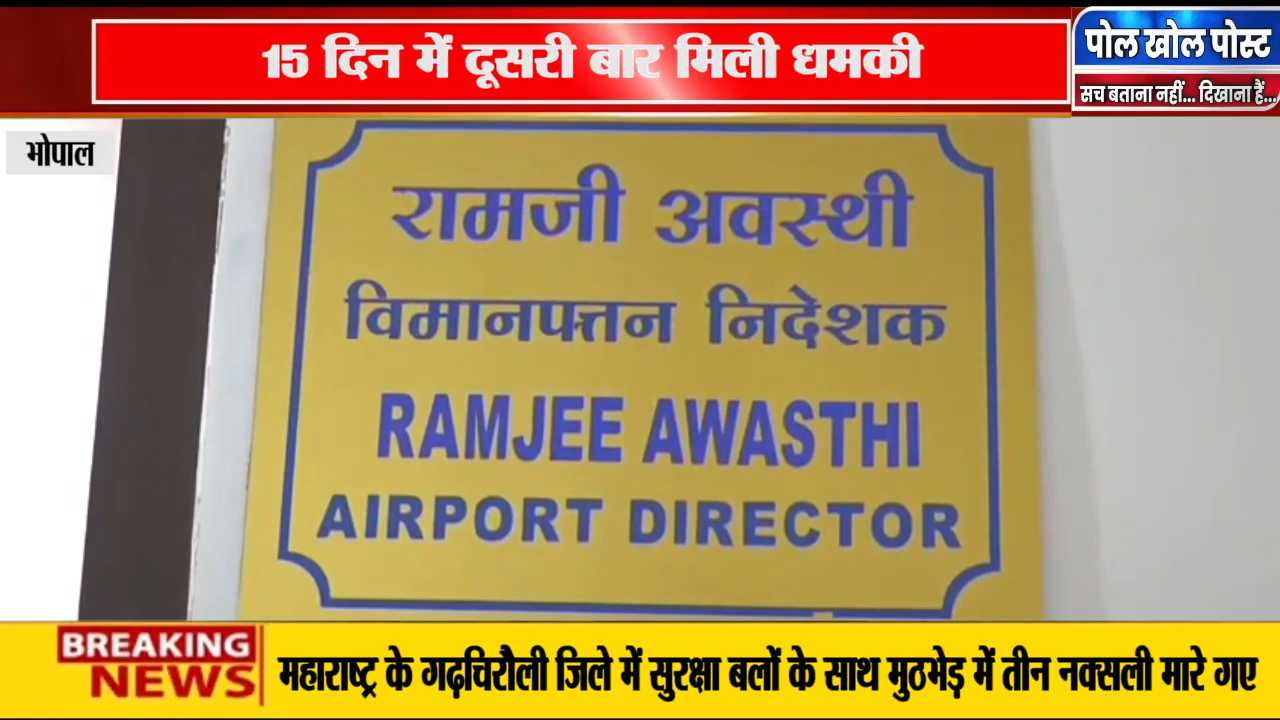 15 दिन में दूसरी बार मिली धमकी
पोल खोल पोस्ट
सच बताना नहीं... दिखाना हैं...
भोपाल
रामजी अवस्थी
विमानपत्तन निदेशक
RAMJEE AWASTHI
AIRPORT DIRECTOR
BREAKING
NEWS
महाराष्ट्र के गढ़चिरौली जिले में सुरक्षा बलों के साथ मुठभेड़ में तीन नक्सली मारे गए